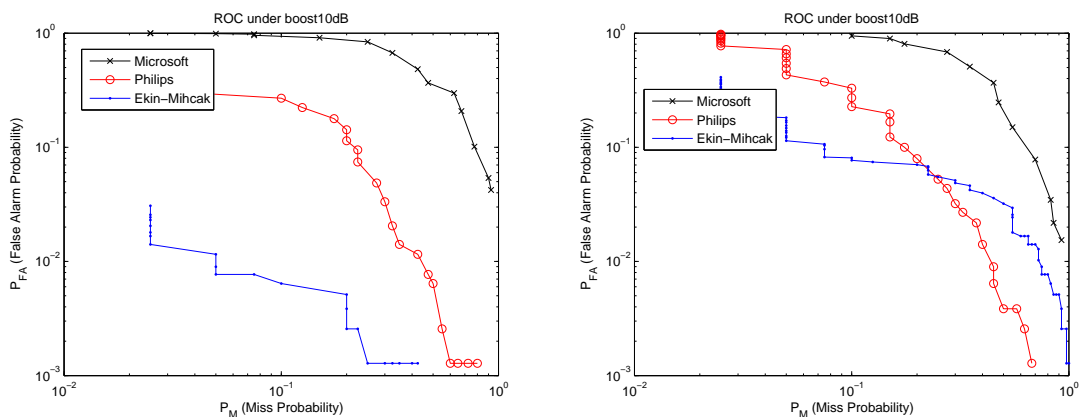 ROC under boost10dB
10^0
10^-1
10^-2
10^-3
P_FA (False Alarm Probability)
Microsoft
Philips
Ekin−Mihcak
10^-2
10^-1
10^0
P_M (Miss Probability)
ROC under boost10dB
10^0
10^-1
10^-2
10^-3
P_FA (False Alarm Probability)
Microsoft
Philips
Ekin−Mihcak
10^-2
10^-1
10^0
P_M (Miss Probability)